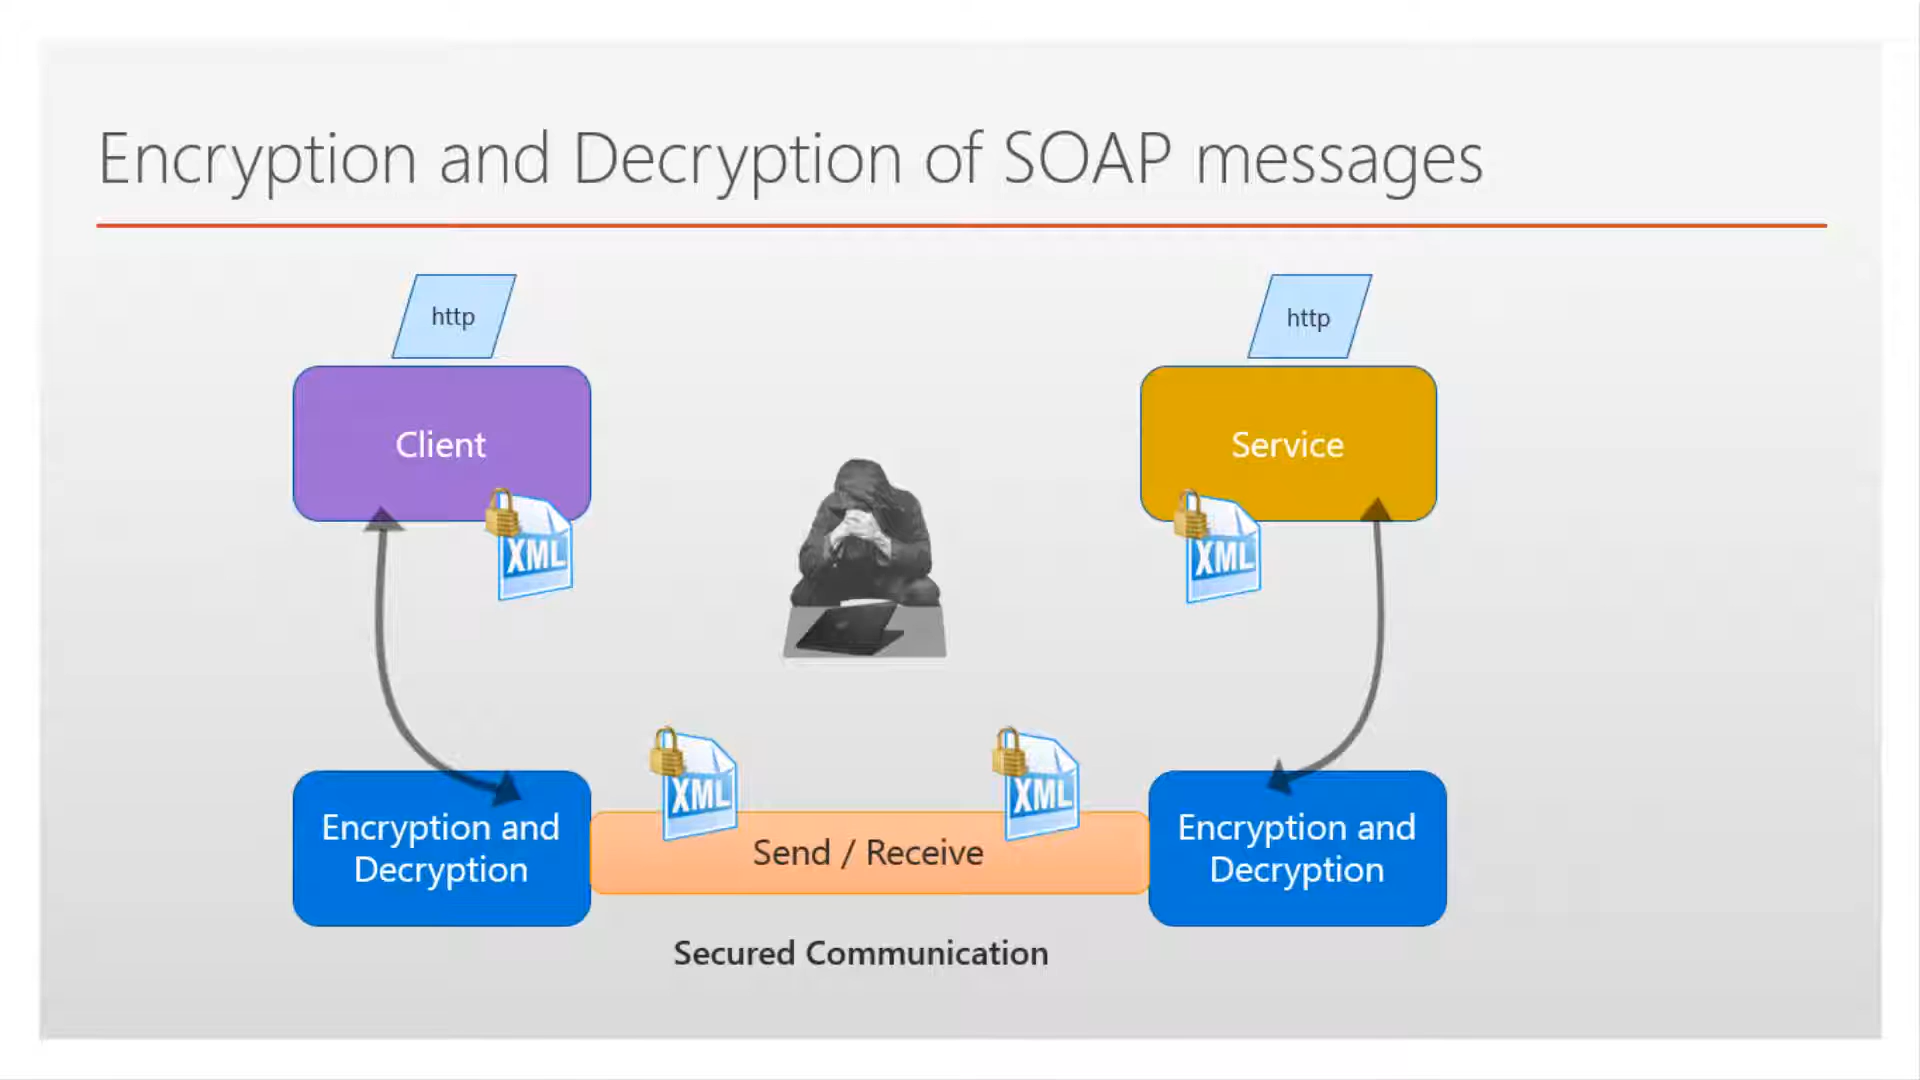 Encryption and Decryption of SOAP messages
http
http
Client
Service
XML
XML
XML
XML
Encryption and
Decryption
Send / Receive
Encryption and
Decryption
Secured Communication